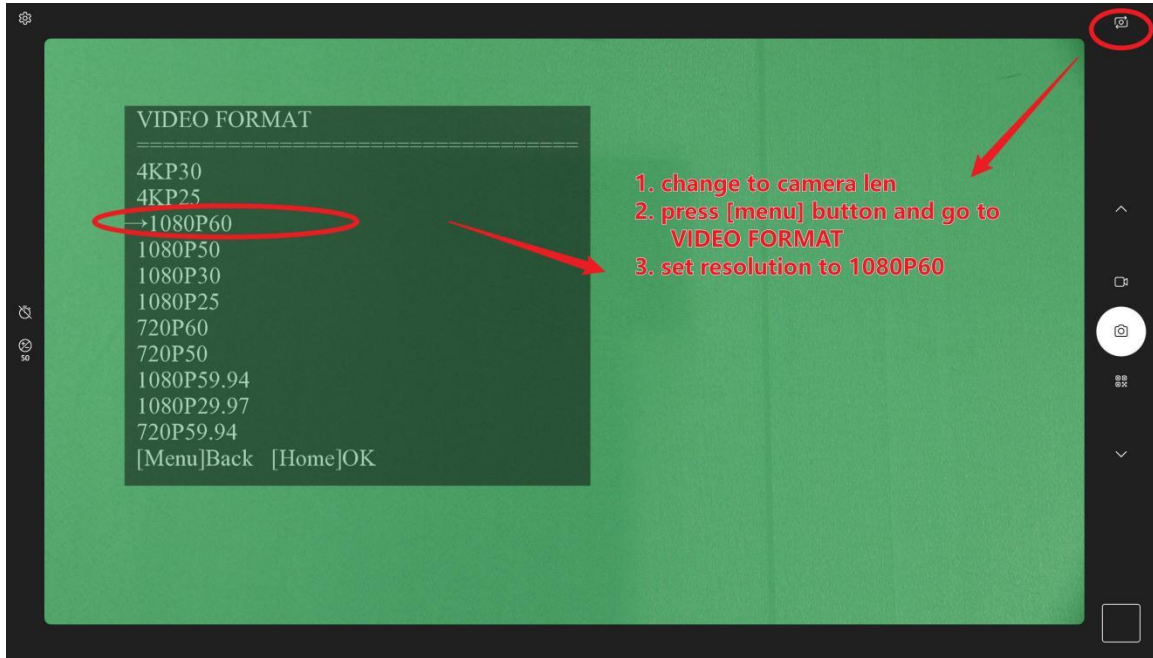 VIDEO FORMAT
==================================
4KP30
4KP25
→1080P60
1080P50
1080P30
1080P25
720P60
720P50
1080P59.94
1080P29.97
720P59.94
[Menu]Back [Home]OK
1. change to camera len
2. press [menu] button and go to
VIDEO FORMAT
3. set resolution to 1080P60
50